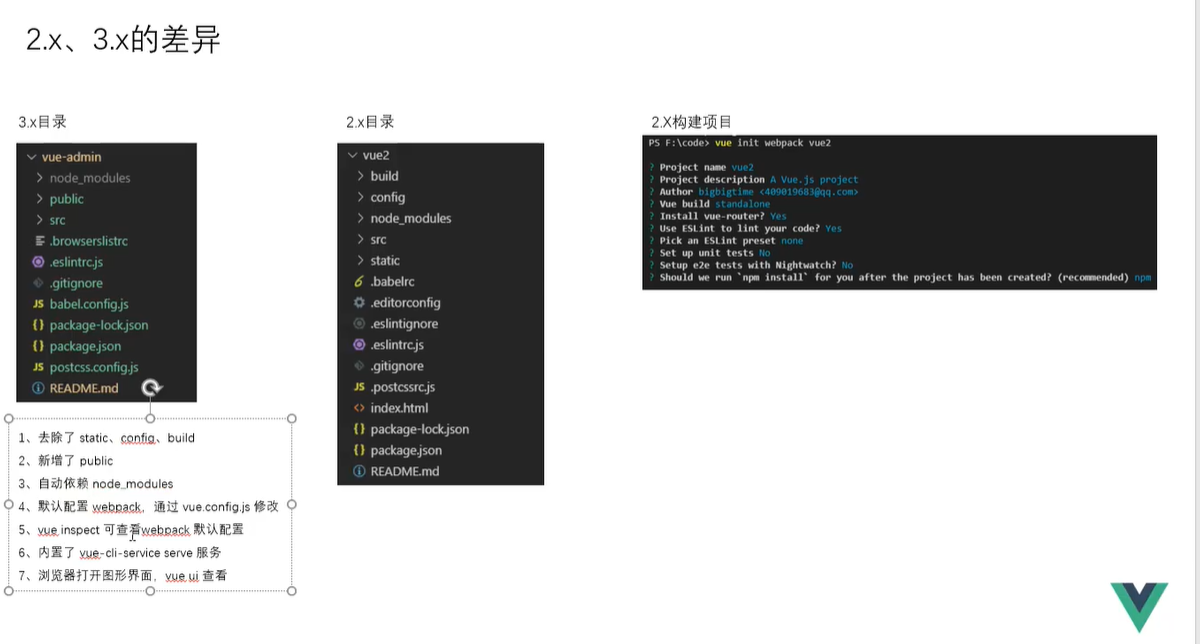 2.x、3.x的差异
3.x目录
vue-admin
node_modules
public
src
.browserslistrc
.eslintrc.js
.gitignore
JS babel.config.js
{} package-lock.json
{} package.json
JS postcss.config.js
README.md
1、去除了 static、config、build
2、新增了 public
3、自动依赖 node_modules
4、默认配置 webpack，通过 vue.config.js 修改
5、vue inspect 可查看webpack 默认配置
6、内置了 vue-cli-service serve 服务
7、浏览器打开图形界面，vue ui 查看
2.x目录
vue2
build
config
node_modules
src
static
.babelrc
.editorconfig
.eslintignore
.eslintrc.js
.gitignore
JS .postcssrc.js
<> index.html
{} package-lock.json
{} package.json
README.md
2.X构建项目
PS F:\code> vue init webpack vue2
? Project name vue2
? Project description A Vue.js project
? Author bigbigtime <409019683@qq.com>
? Vue build standalone
? Install vue-router? Yes
? Use ESLint to lint your code? Yes
? Pick an ESLint preset none
? Set up unit tests No
? Setup e2e tests with Nightwatch? No
? Should we run `npm install` for you after the project has been created? (recommended) npm